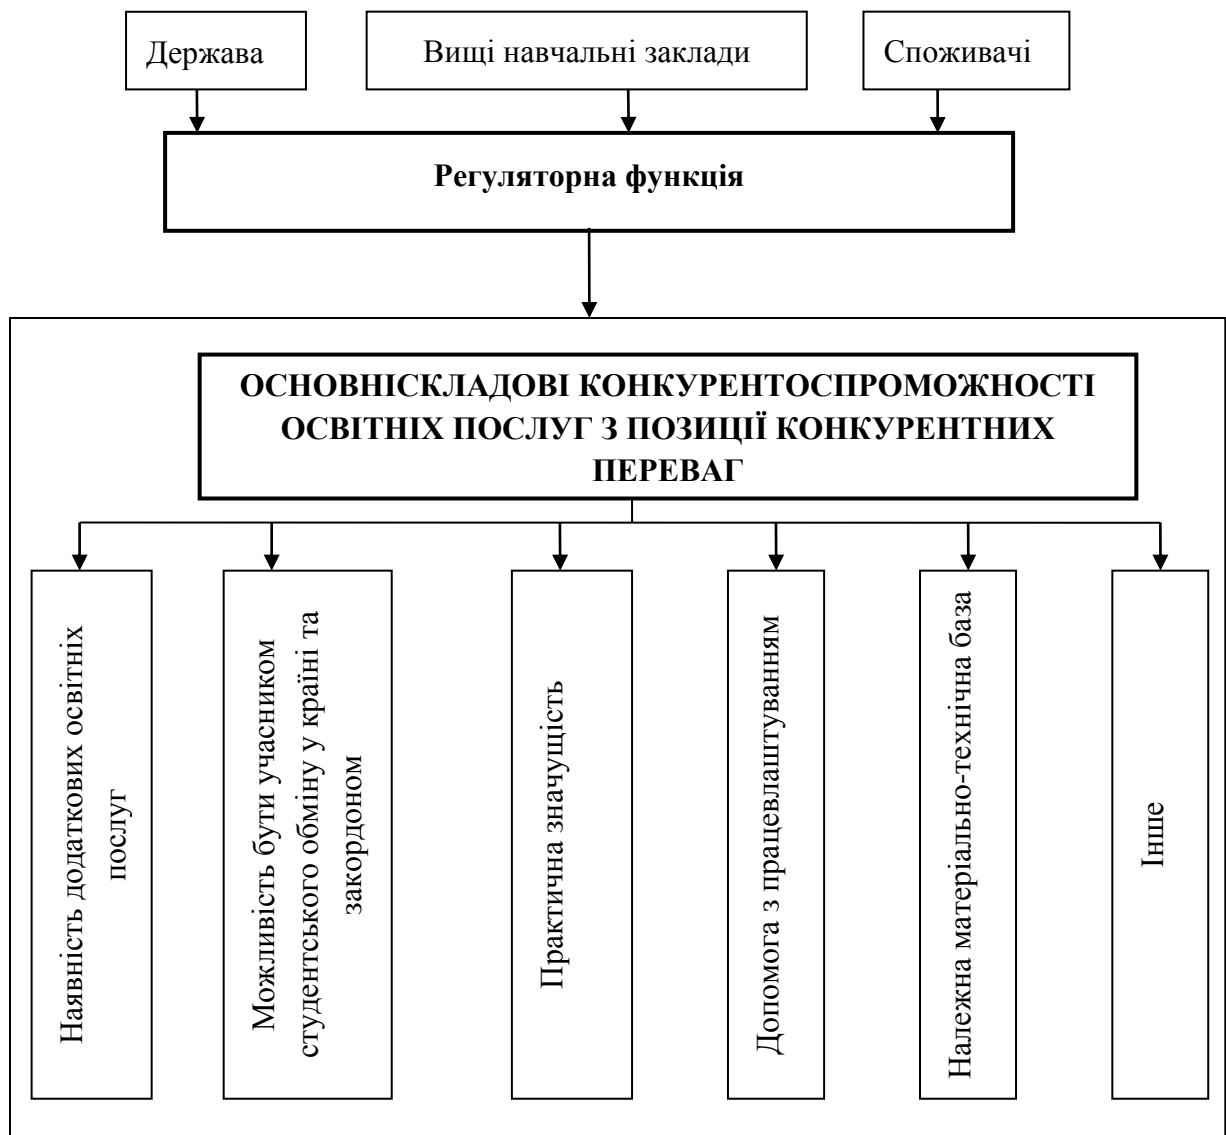 Держава
Вищі навчальні заклади
Споживачі
Регуляторна функція
ОСНОВНІСКЛАДОВІ КОНКУРЕНТОСПРОМОЖНОСТІ
ОСВІТНІХ ПОСЛУГ З ПОЗИЦІЇ КОНКУРЕНТНИХ
ПЕРЕВАГ
Наявність додаткових освітніх
послуг
Можливість бути учасником
студентського обміну у країні та
закордоном
Практична значущість
Допомога з працевлаштуванням
Належна матеріально-технічна база
Інше